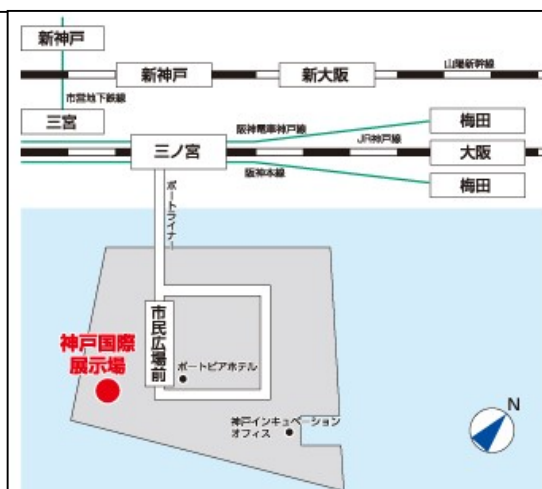 新神戸
新神戸
新大阪
山陽新幹線
市営地下鉄線
三宮
阪神電車神戸線
梅田
三ノ宮
JR神戸線
大阪
阪神本線
梅田
ポートライナー
市民広場前
神戸国際
展示場
ポートピアホテル
神戸インキュベーション
オフィス
N